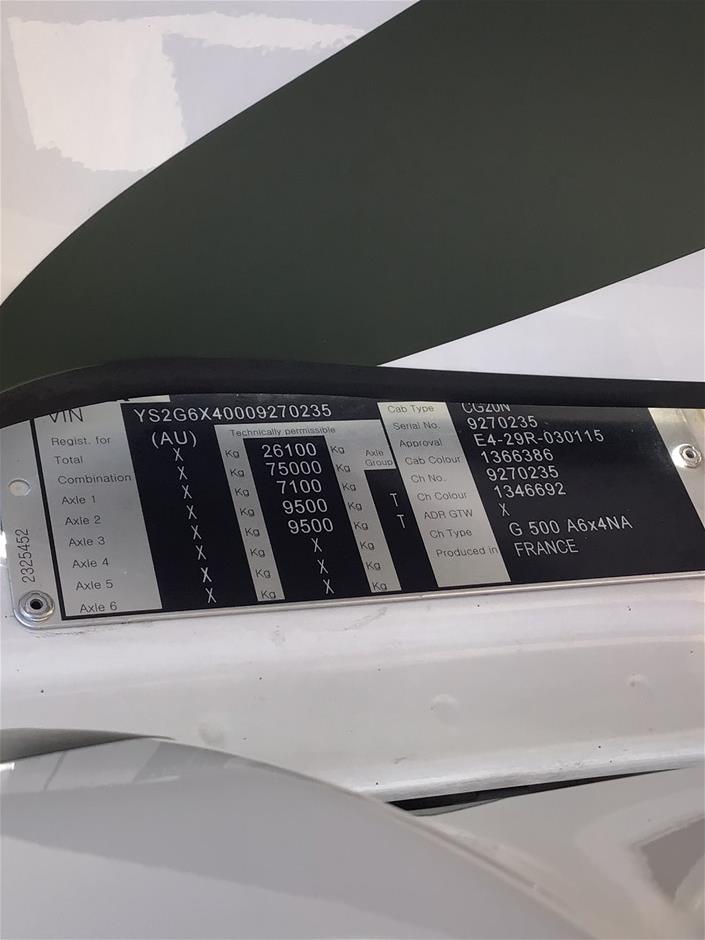 VIN YS2G6X40009270235
Regist. for (AU) Technically permissible
Total X Kg 26100 Kg Axle Group
Combination X Kg 75000 Kg
Axle 1 X Kg 7100 Kg
Axle 2 X Kg 9500 Kg T
Axle 3 X Kg 9500 Kg T
Axle 4 X Kg X Kg
Axle 5 X Kg X Kg
Axle 6 X Kg X Kg
Cab Type CG20N
Serial No. 9270235
Approval E4-29R-030115
Cab Colour 1366386
Ch No. 9270235
Ch Colour 1346692
ADR GTW X
Ch Type G 500 A6x4NA
Produced in FRANCE
2325452